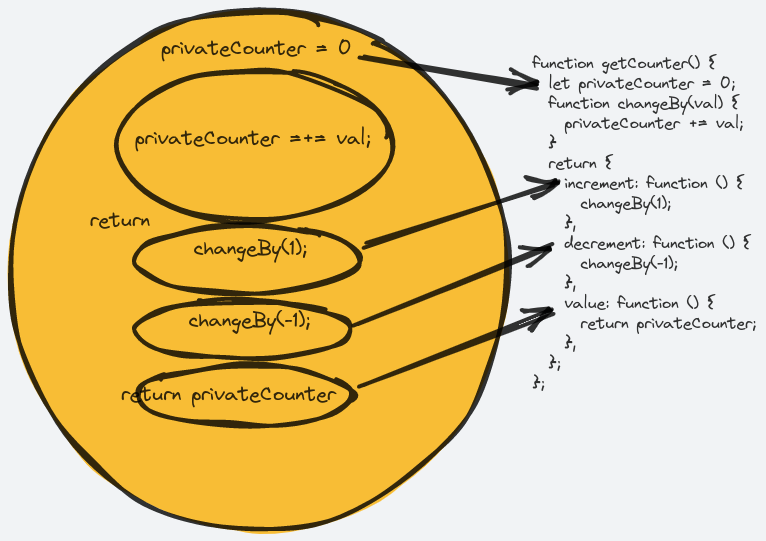 privateCounter = 0
privateCounter =+= val;
return
changeBy(1);
changeBy(-1);
return privateCounter
function getCounter() {
let privateCounter = 0;
function changeBy(val) {
privateCounter += val;
}
return {
increment: function () {
changeBy(1);
},
decrement: function () {
changeBy(-1);
},
value: function () {
return privateCounter;
},
};
};